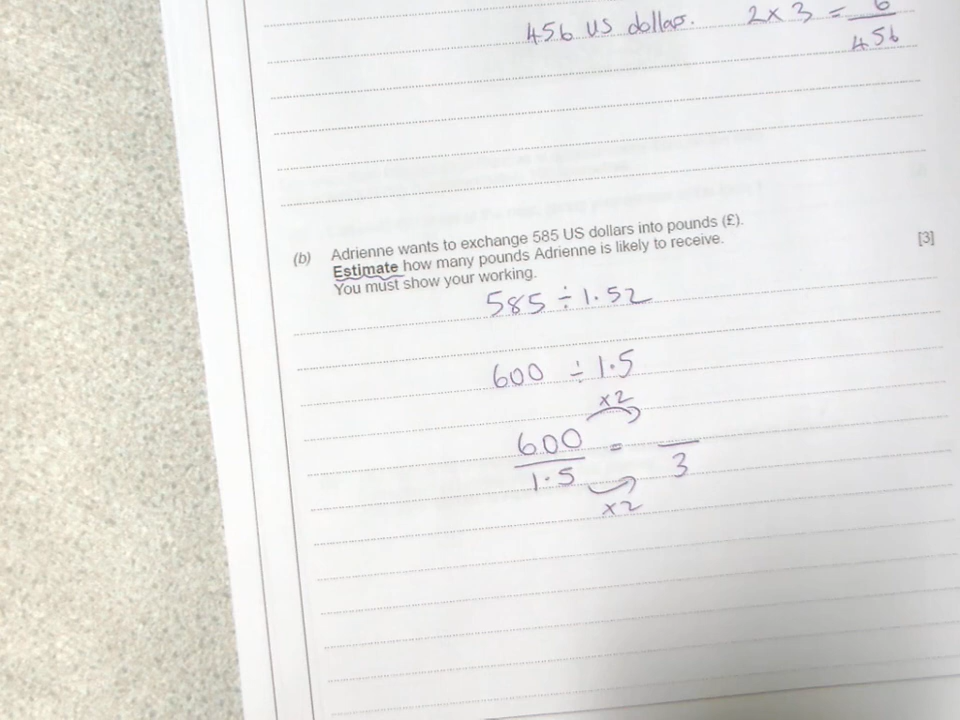 456 US dollars. 2 x 3 = 6
456
(b) Adrienne wants to exchange 585 US dollars into pounds (£).
Estimate how many pounds Adrienne is likely to receive. [3]
You must show your working.
585 ÷ 1.52
600 ÷ 1.5
x2
600 =
1.5 3
x2